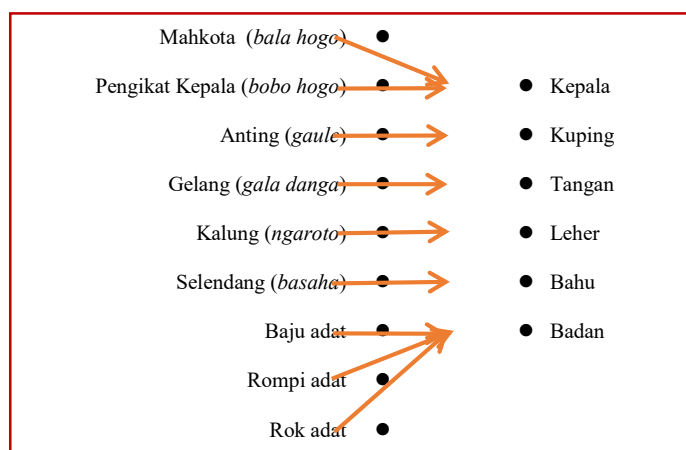 Mahkota (bala hogo)
Pengikat Kepala (bobo hogo)
Kepala
Anting (gaule)
Kuping
Gelang (gala danga)
Tangan
Kalung (ngaroto)
Leher
Selendang (basaha)
Bahu
Baju adat
Badan
Rompi adat
Rok adat